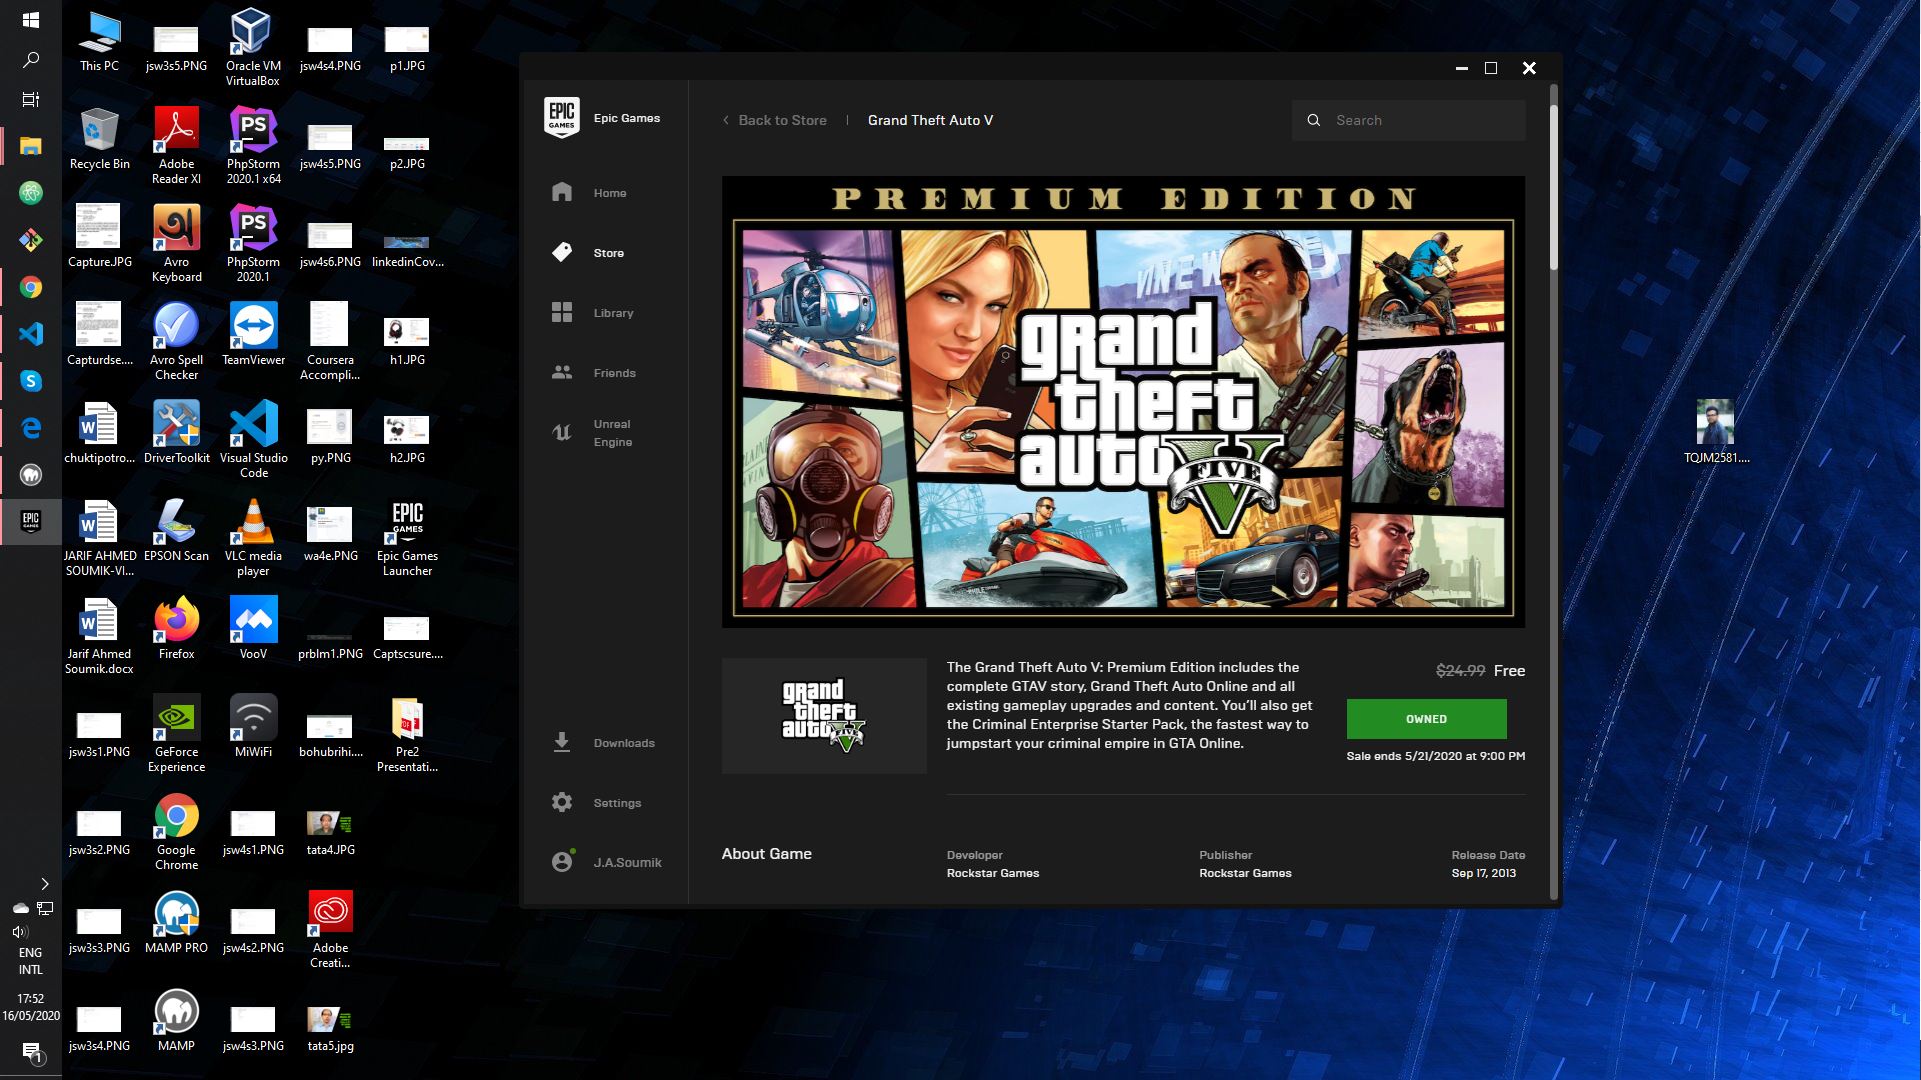 This PC
jsw3s5.PNG
Oracle VM
VirtualBox
jsw4s4.PNG
p1.JPG
Recycle Bin
Adobe
Reader XI
PhpStorm
2020.1 x64
jsw4s5.PNG
p2.JPG
Capture.JPG
Avro
Keyboard
PhpStorm
2020.1
jsw4s6.PNG
linkedinCov...
Capturdse....
Avro Spell
Checker
TeamViewer
Coursera
Accompli...
h1.JPG
chuktipotro...
DriverToolkit
Visual Studio
Code
py.PNG
h2.JPG
JARIF AHMED
SOUMIK-VI...
EPSON Scan
VLC media
player
wa4e.PNG
Epic Games
Launcher
Jarif Ahmed
Soumik.docx
Firefox
VooV
prblm1.PNG
Captscsure....
jsw3s1.PNG
GeForce
Experience
MiWiFi
bohubrihi....
Pre2
Presentati...
jsw3s2.PNG
Google
Chrome
jsw4s1.PNG
tata4.JPG
jsw3s3.PNG
MAMP PRO
jsw4s2.PNG
Adobe
Creati...
jsw3s4.PNG
MAMP
jsw4s3.PNG
tata5.jpg
ENG
INTL
17:52
16/05/2020
1
EPIC
GAMES
Epic Games
Home
Store
Library
Friends
Unreal
Engine
Downloads
Settings
J.A.Soumik
Back to Store
Grand Theft Auto V
Search
PREMIUM EDITION
VINEW
grand
theft
auto
FIVE
V
grand
theft
auto
FIVE
V
The Grand Theft Auto V: Premium Edition includes the
complete GTAV story, Grand Theft Auto Online and all
existing gameplay upgrades and content. You'll also get
the Criminal Enterprise Starter Pack, the fastest way to
jumpstart your criminal empire in GTA Online.
$24.99 Free
OWNED
Sale ends 5/21/2020 at 9:00 PM
About Game
Developer
Rockstar Games
Publisher
Rockstar Games
Release Date
Sep 17, 2013
TQJM2581....